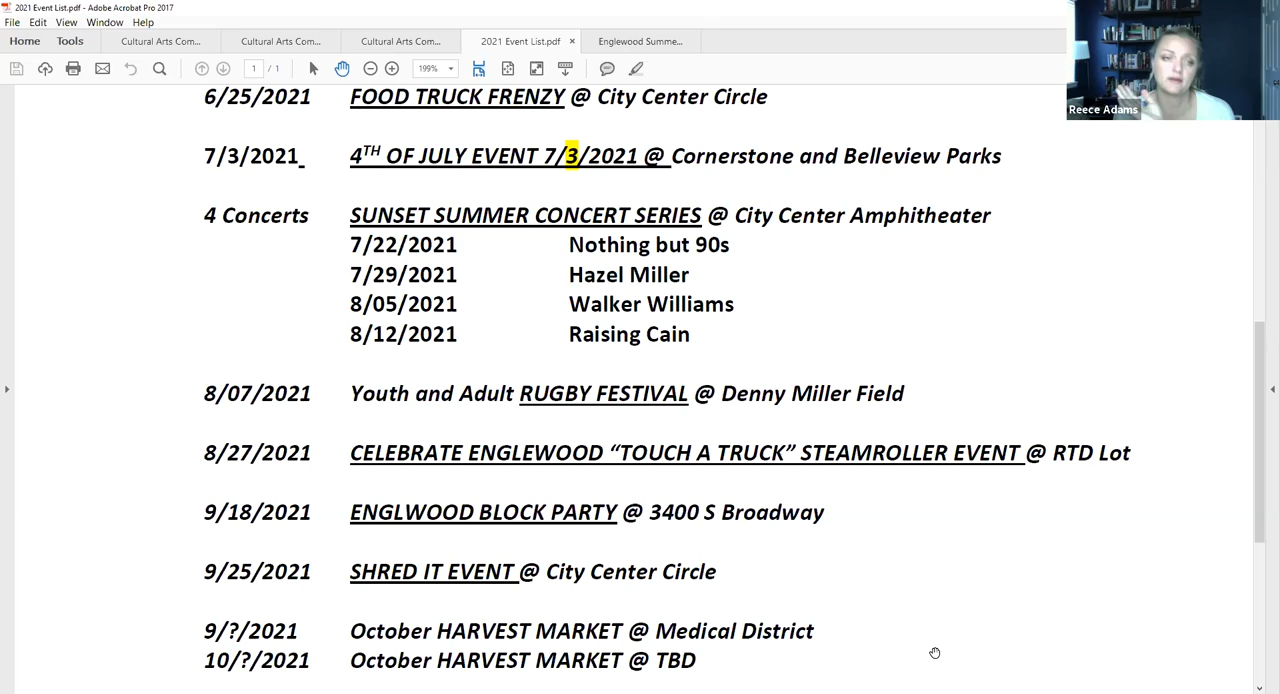 2021 Event List.pdf - Adobe Acrobat Pro 2017
File Edit View Window Help
Home Tools Cultural Arts Com... Cultural Arts Com... Cultural Arts Com... 2021 Event List.pdf × Englewood Summe...
1 / 1 199%
Reece Adams
6/25/2021 FOOD TRUCK FRENZY @ City Center Circle
7/3/2021 4TH OF JULY EVENT 7/3/2021 @ Cornerstone and Belleview Parks
4 Concerts SUNSET SUMMER CONCERT SERIES @ City Center Amphitheater
7/22/2021 Nothing but 90s
7/29/2021 Hazel Miller
8/05/2021 Walker Williams
8/12/2021 Raising Cain
8/07/2021 Youth and Adult RUGBY FESTIVAL @ Denny Miller Field
8/27/2021 CELEBRATE ENGLEWOOD “TOUCH A TRUCK” STEAMROLLER EVENT @ RTD Lot
9/18/2021 ENGLWOOD BLOCK PARTY @ 3400 S Broadway
9/25/2021 SHRED IT EVENT @ City Center Circle
9/?/2021 October HARVEST MARKET @ Medical District
10/?/2021 October HARVEST MARKET @ TBD